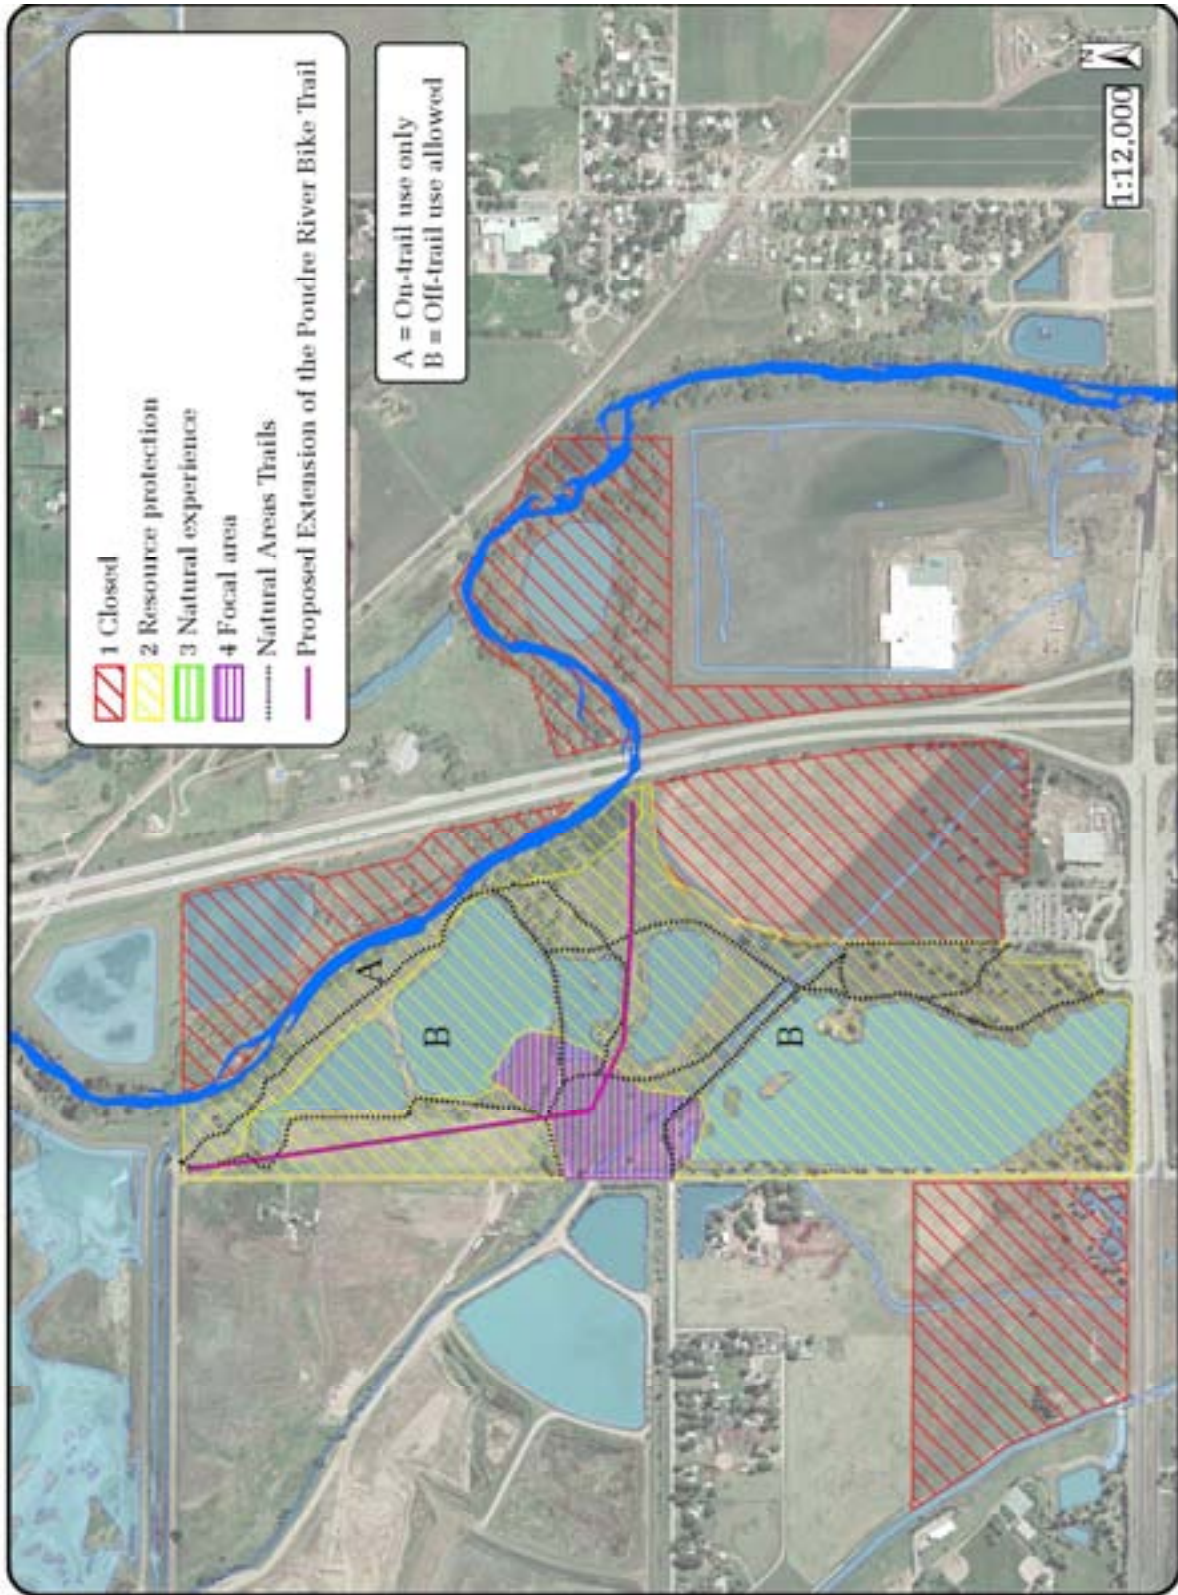 1 Closed
2 Resource protection
3 Natural experience
4 Focal area
Natural Areas Trails
Proposed Extension of the Poudre River Bike Trail
A = On-trail use only
B = Off-trail use allowed
N
1:12,000
A
B
B